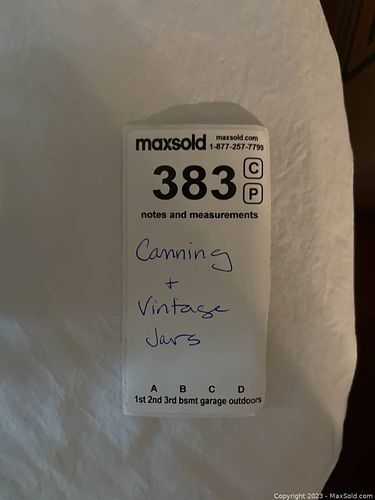 maxsold maxsold.com
1-877-257-7799
383 C
P
notes and measurements
Canning
+
Vintage
Jars
A B C D
1st 2nd 3rd bsmt garage outdoors
Copyright 2023 - MaxSold.com